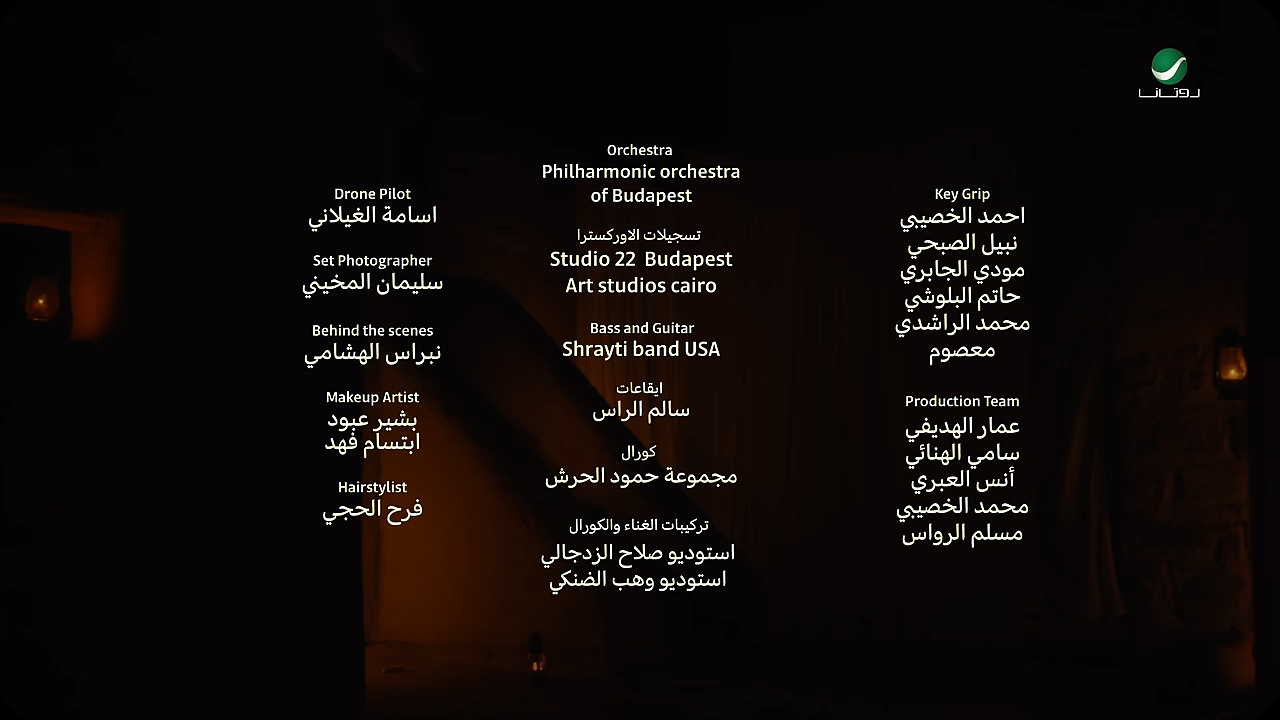 روتانا
Drone Pilot
اسامة الغيلاني
Set Photographer
سليمان المخيني
Behind the scenes
نبراس الهشامي
Makeup Artist
بشير عبود
ابتسام فهد
Hairstylist
فرح الحجي
Orchestra
Philharmonic orchestra
of Budapest
تسجيلات الاوركسترا
Studio 22 Budapest
Art studios cairo
Bass and Guitar
Shrayti band USA
ايقاعات
سالم الراس
كورال
مجموعة حمود الحرش
تركيبات الغناء والكورال
استوديو صلاح الزدجالي
استوديو وهب الضنكي
Key Grip
احمد الخصيبي
نبيل الصبحي
مودي الجابري
حاتم البلوشي
محمد الراشدي
معصوم
Production Team
عمار الهديفي
سامي الهنائي
أنس العبري
محمد الخصيبي
مسلم الرواس